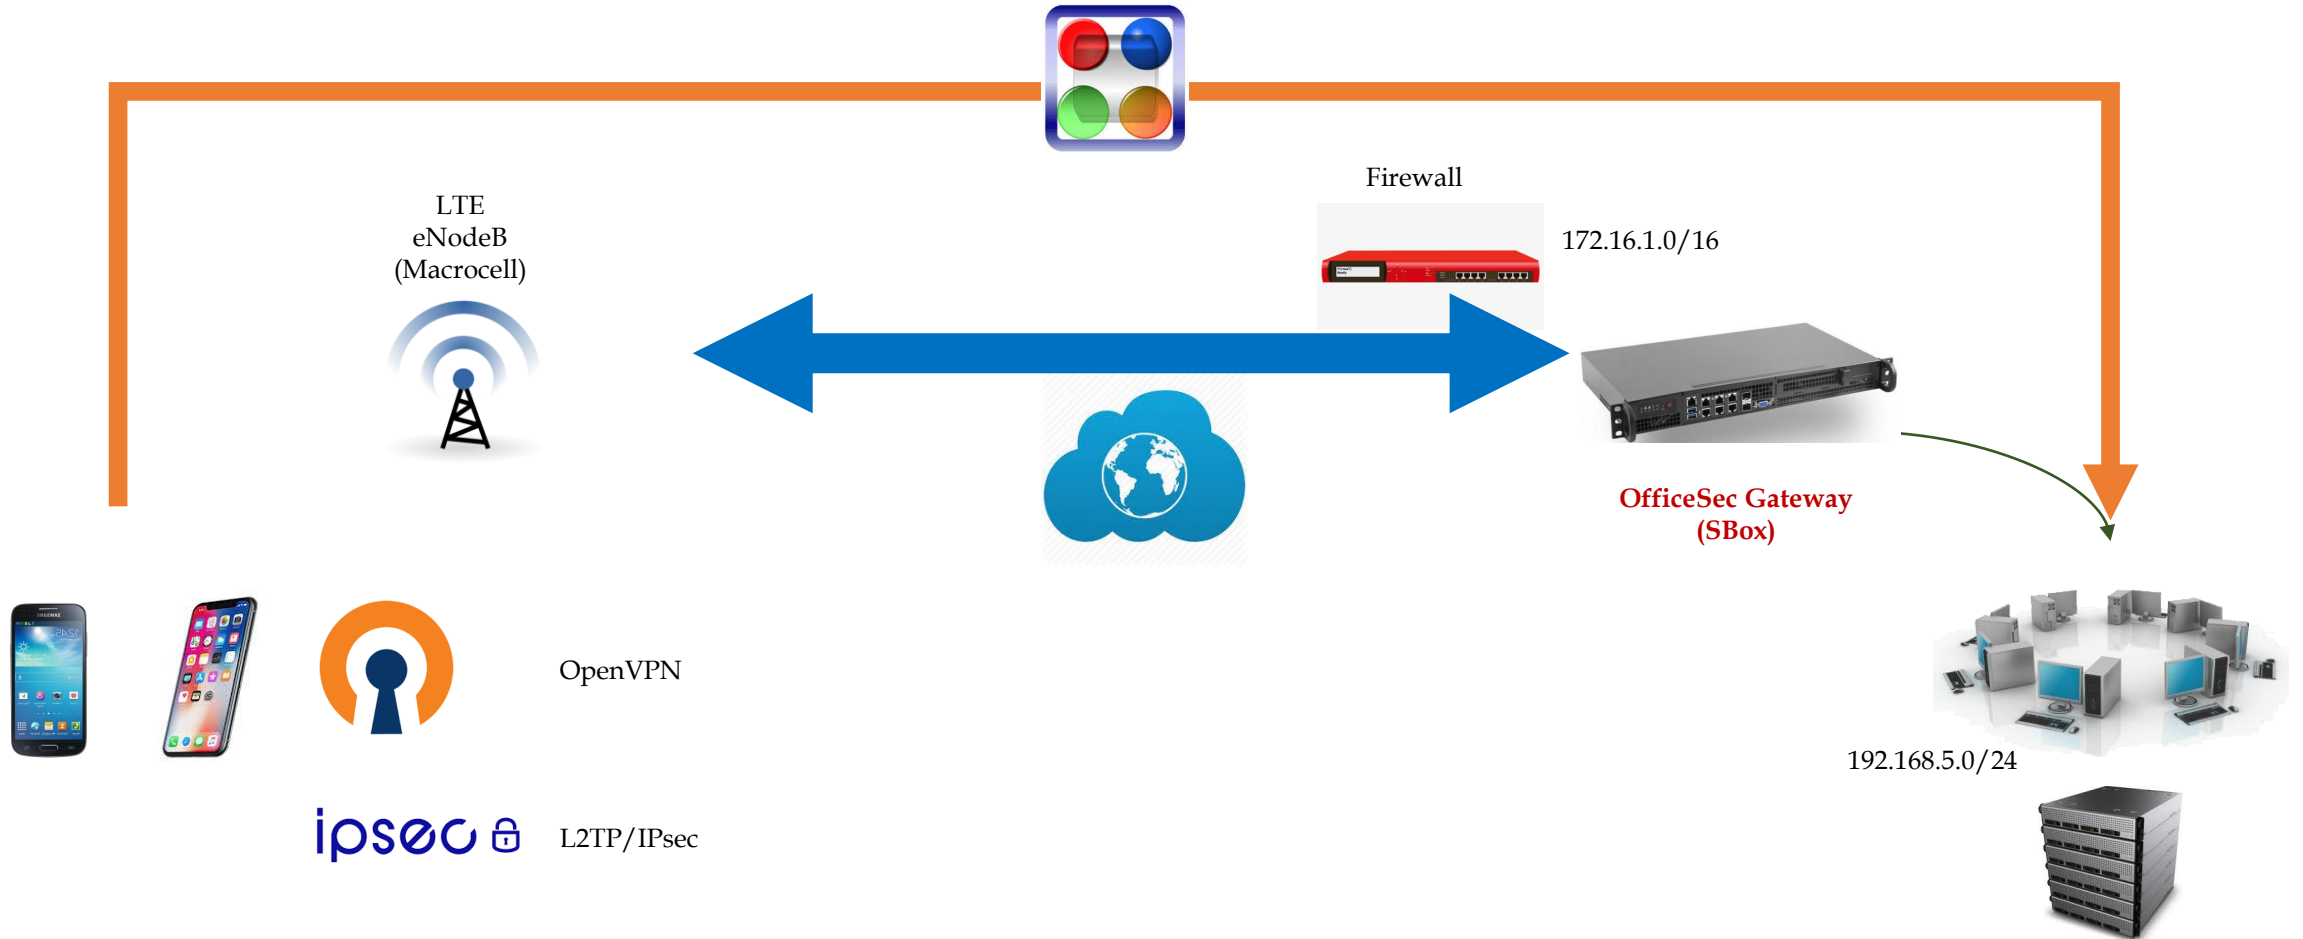 Firewall
LTE
eNodeB
(Macrocell)
172.16.1.0/16
OfficeSec Gateway
(SBox)
OpenVPN
192.168.5.0/24
ipsec
L2TP/IPsec